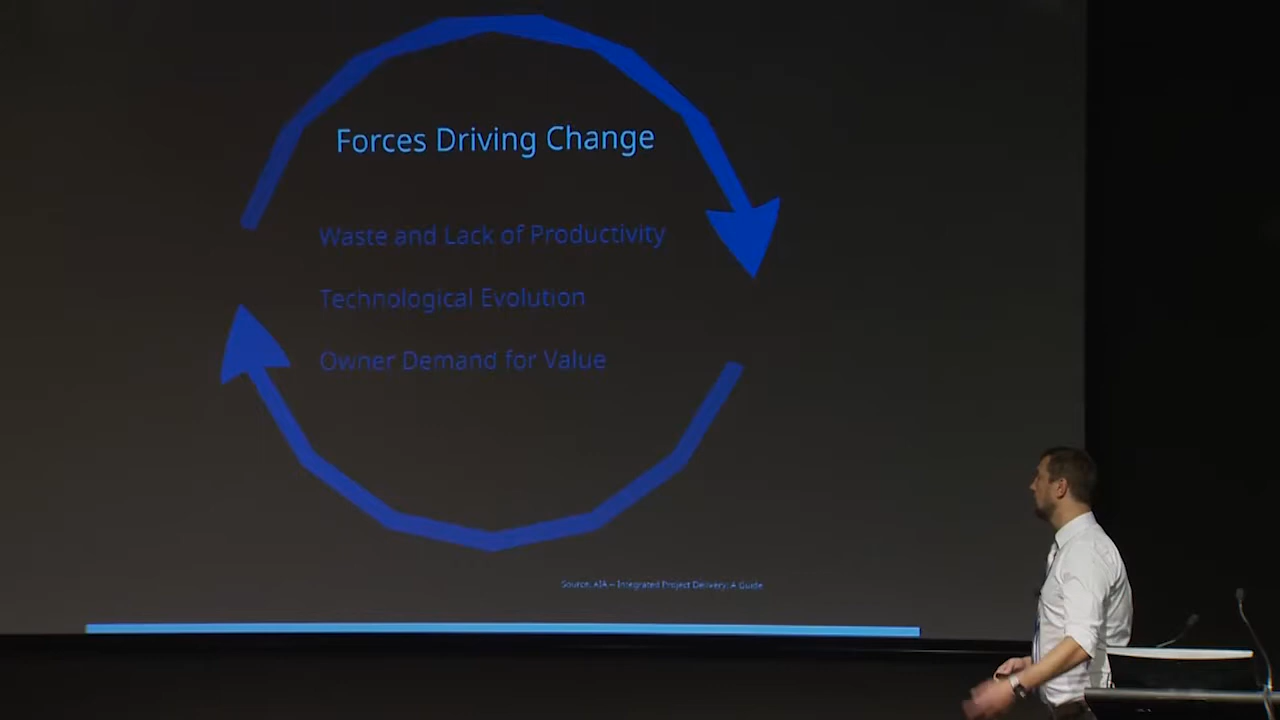 Forces Driving Change
Waste and Lack of Productivity
Technological Evolution
Owner Demand for Value
Source: AIA – Integrated Project Delivery: A Guide